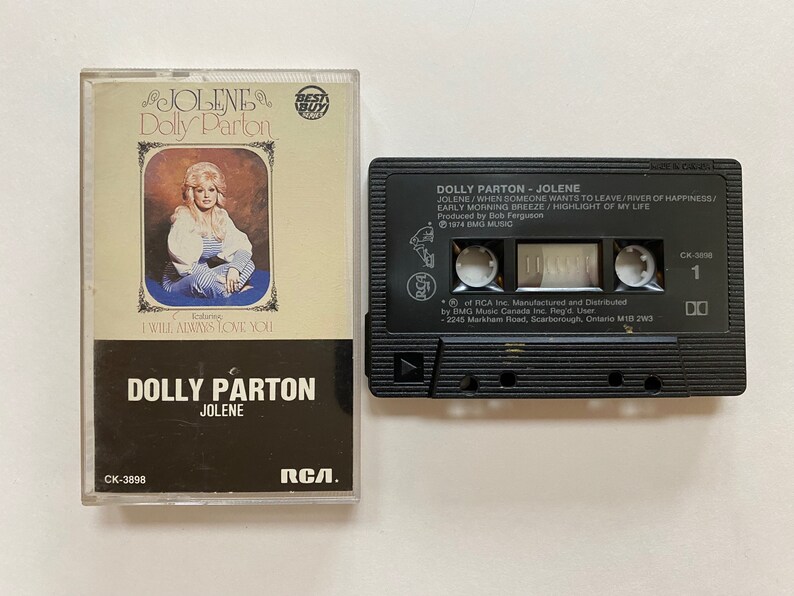 JOLENE
Dolly Parton
BEST
BUY
SERIES
Featuring:
I WILL ALWAYS LOVE YOU
DOLLY PARTON
JOLENE
CK-3898
RCA
MADE IN CANADA
DOLLY PARTON - JOLENE
JOLENE / WHEN SOMEONE WANTS TO LEAVE / RIVER OF HAPPINESS /
EARLY MORNING BREEZE / HIGHLIGHT OF MY LIFE
Produced by Bob Ferguson
℗ 1974 BMG MUSIC
CK-3898
1
RCA
* ® of RCA Inc. Manufactured and Distributed
by BMG Music Canada Inc. Reg'd. User.
- 2245 Markham Road, Scarborough, Ontario M1B 2W3